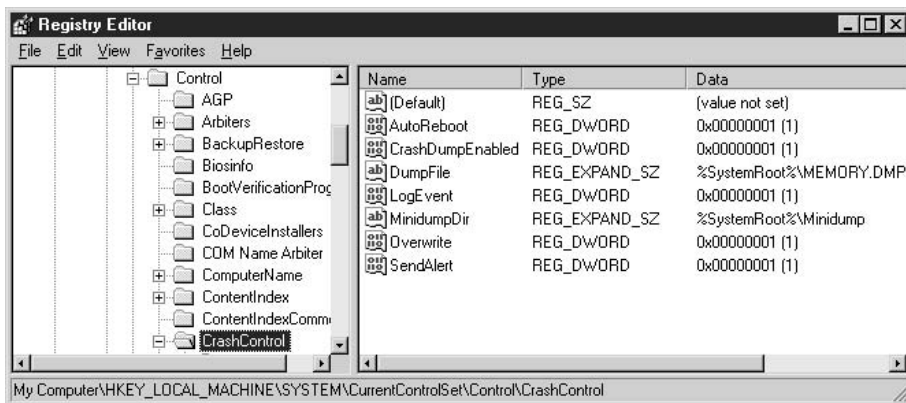 Registry Editor
File Edit View Favorites Help
Control
AGP
Arbiters
BackupRestore
Biosinfo
BootVerificationProg
Class
CoDeviceInstallers
COM Name Arbiter
ComputerName
ContentIndex
ContentIndexComm
CrashControl
Name Type Data
(Default) REG_SZ (value not set)
AutoReboot REG_DWORD 0x00000001 (1)
CrashDumpEnabled REG_DWORD 0x00000001 (1)
DumpFile REG_EXPAND_SZ %SystemRoot%\MEMORY.DMP
LogEvent REG_DWORD 0x00000001 (1)
MinidumpDir REG_EXPAND_SZ %SystemRoot%\Minidump
Overwrite REG_DWORD 0x00000001 (1)
SendAlert REG_DWORD 0x00000001 (1)
My Computer\HKEY_LOCAL_MACHINE\SYSTEM\CurrentControlSet\Control\CrashControl